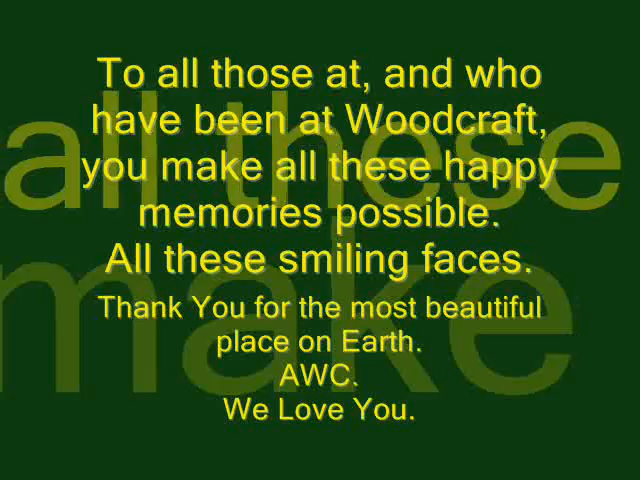 To all those at, and who
have been at Woodcraft,
you make all these happy
memories possible.
All these smiling faces.
Thank You for the most beautiful
place on Earth.
AWC.
We Love You.
all these
make